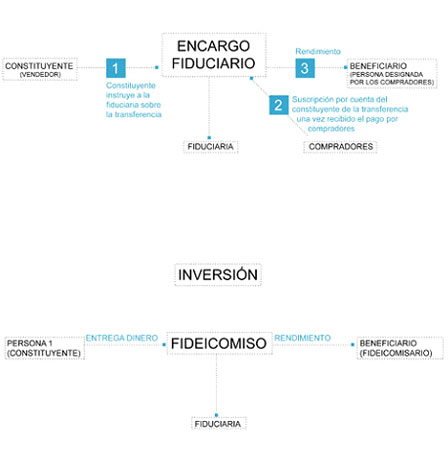 ENCARGO
FIDUCIARIO
CONSTITUYENTE
(VENDEDOR)
1
Constituyente
instruye a la
fiduciaria sobre
la transferencia
Rendimiento
3
BENEFICIARIO
(PERSONA DESIGNADA
POR LOS COMPRADORES)
2
Suscripción por cuenta del
constituyente de la transferencia
una vez recibido el pago por
compradores
FIDUCIARIA
COMPRADORES
INVERSIÓN
PERSONA 1
(CONSTITUYENTE)
ENTREGA DINERO
FIDEICOMISO
RENDIMIENTO
BENEFICIARIO
(FIDEICOMISARIO)
FIDUCIARIA